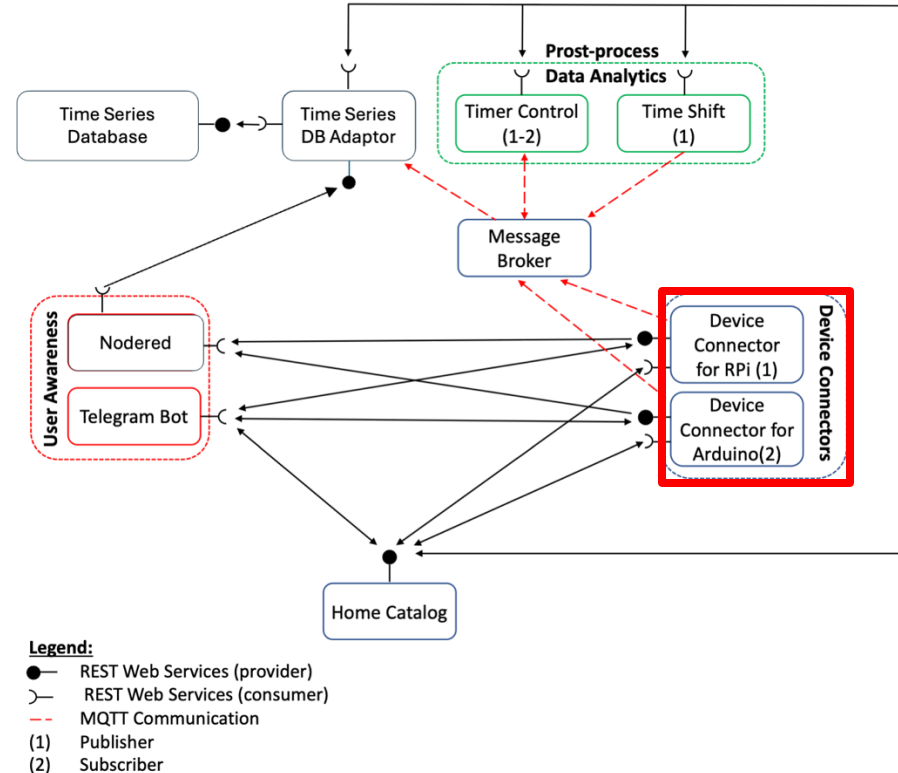 Prost-process
Data Analytics
Time Series
Database
Time Series
DB Adaptor
Timer Control
(1-2)
Time Shift
(1)
Message
Broker
User Awareness
Nodered
Telegram Bot
Device
Connector
for RPi (1)
Device
Connector for
Arduino(2)
Device Connectors
Home Catalog
Legend:
REST Web Services (provider)
REST Web Services (consumer)
MQTT Communication
(1) Publisher
(2) Subscriber